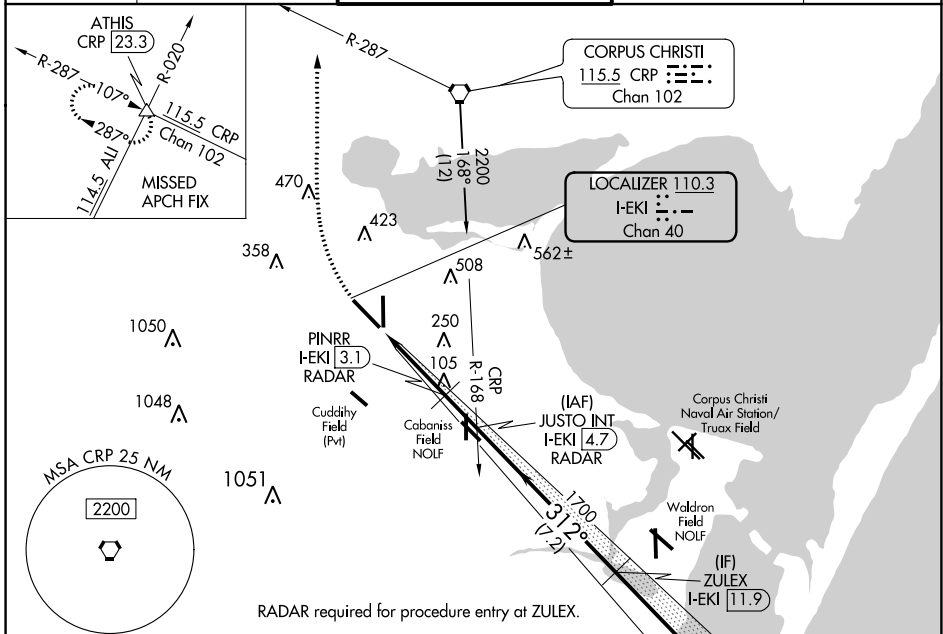 ATHIS
CRP 23.3
R-287
R-020
107°
287°
115.5 CRP
Chan 102
114.5 ALI
MISSED
APCH FIX
R-287
CORPUS CHRISTI
115.5 CRP
Chan 102
2200
168°
(12)
LOCALIZER 110.3
I-EKI
Chan 40
470
423
358
562±
508
1050
250
PINRR
I-EKI 3.1
RADAR
105
CRP
R-168
1048
Cuddihy
Field
(Pvt)
Cabaniss
Field
NOLF
(IAF)
JUSTO INT
I-EKI 4.7
RADAR
Corpus Christi
Naval Air Station/
Truax Field
MSA CRP 25 NM
2200
1051
1700
312°
(7.2)
Waldron
Field
NOLF
(IF)
ZULEX
I-EKI 11.9
RADAR required for procedure entry at ZULEX.